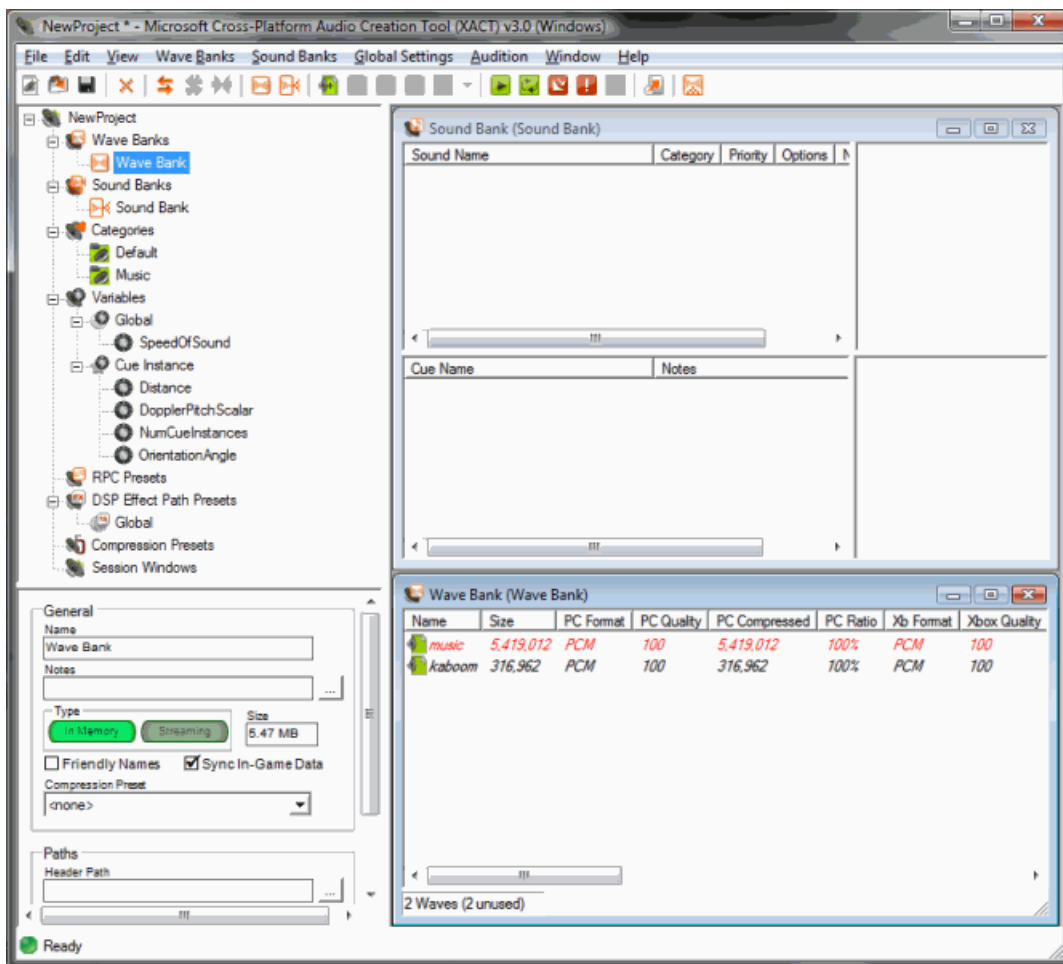 NewProject * - Microsoft Cross-Platform Audio Creation Tool (XACT) v3.0 (Windows)
File Edit View Wave Banks Sound Banks Global Settings Audition Window Help
NewProject
Wave Banks
Wave Bank
Sound Banks
Sound Bank
Categories
Default
Music
Variables
Global
SpeedOfSound
Cue Instance
Distance
DopplerPitchScalar
NumCueInstances
OrientationAngle
RPC Presets
DSP Effect Path Presets
Global
Compression Presets
Session Windows
General
Name
Wave Bank
Notes
...
Type
In Memory Streaming
Size
5.47 MB
Friendly Names Sync In-Game Data
Compression Preset
<none>
Paths
Header Path
...
Sound Bank (Sound Bank)
Sound Name Category Priority Options
Cue Name Notes
Wave Bank (Wave Bank)
Name Size PC Format PC Quality PC Compressed PC Ratio Xb Format Xbox Quality
music 5,419,012 PCM 100 5,419,012 100% PCM 100
kaboom 316,962 PCM 100 316,962 100% PCM 100
2 Waves (2 unused)
Ready